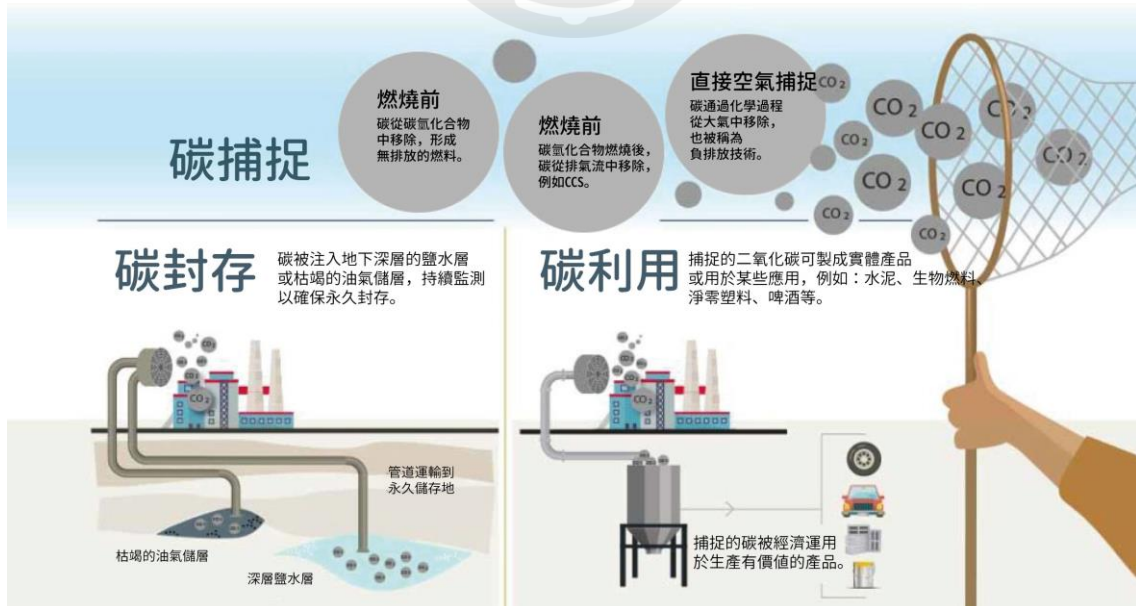 碳捕捉
燃燒前
碳從碳氫化合物
中移除，形成
無排放的燃料。
燃燒前
碳氫化合物燃燒後，
碳從排氣流中移除，
例如CCS。
直接空氣捕捉
碳通過化學過程
從大氣中移除，
也被稱為
負排放技術。
CO₂
CO₂
CO₂
CO₂
CO₂
CO₂
CO₂
CO₂
CO₂
CO₂
CO₂
碳封存
碳被注入地下深層的鹽水層
或枯竭的油氣儲層，持續監測
以確保永久封存。
CO₂
CO₂
CO₂
管道運輸到
永久儲存地
枯竭的油氣儲層
深層鹽水層
碳利用
捕捉的二氧化碳可製成實體產品
或用於某些應用，例如：水泥、生物燃料、
淨零塑料、啤酒等。
CO₂
CO₂
CO₂
捕捉的碳被經濟運用
於生產有價值的產品。